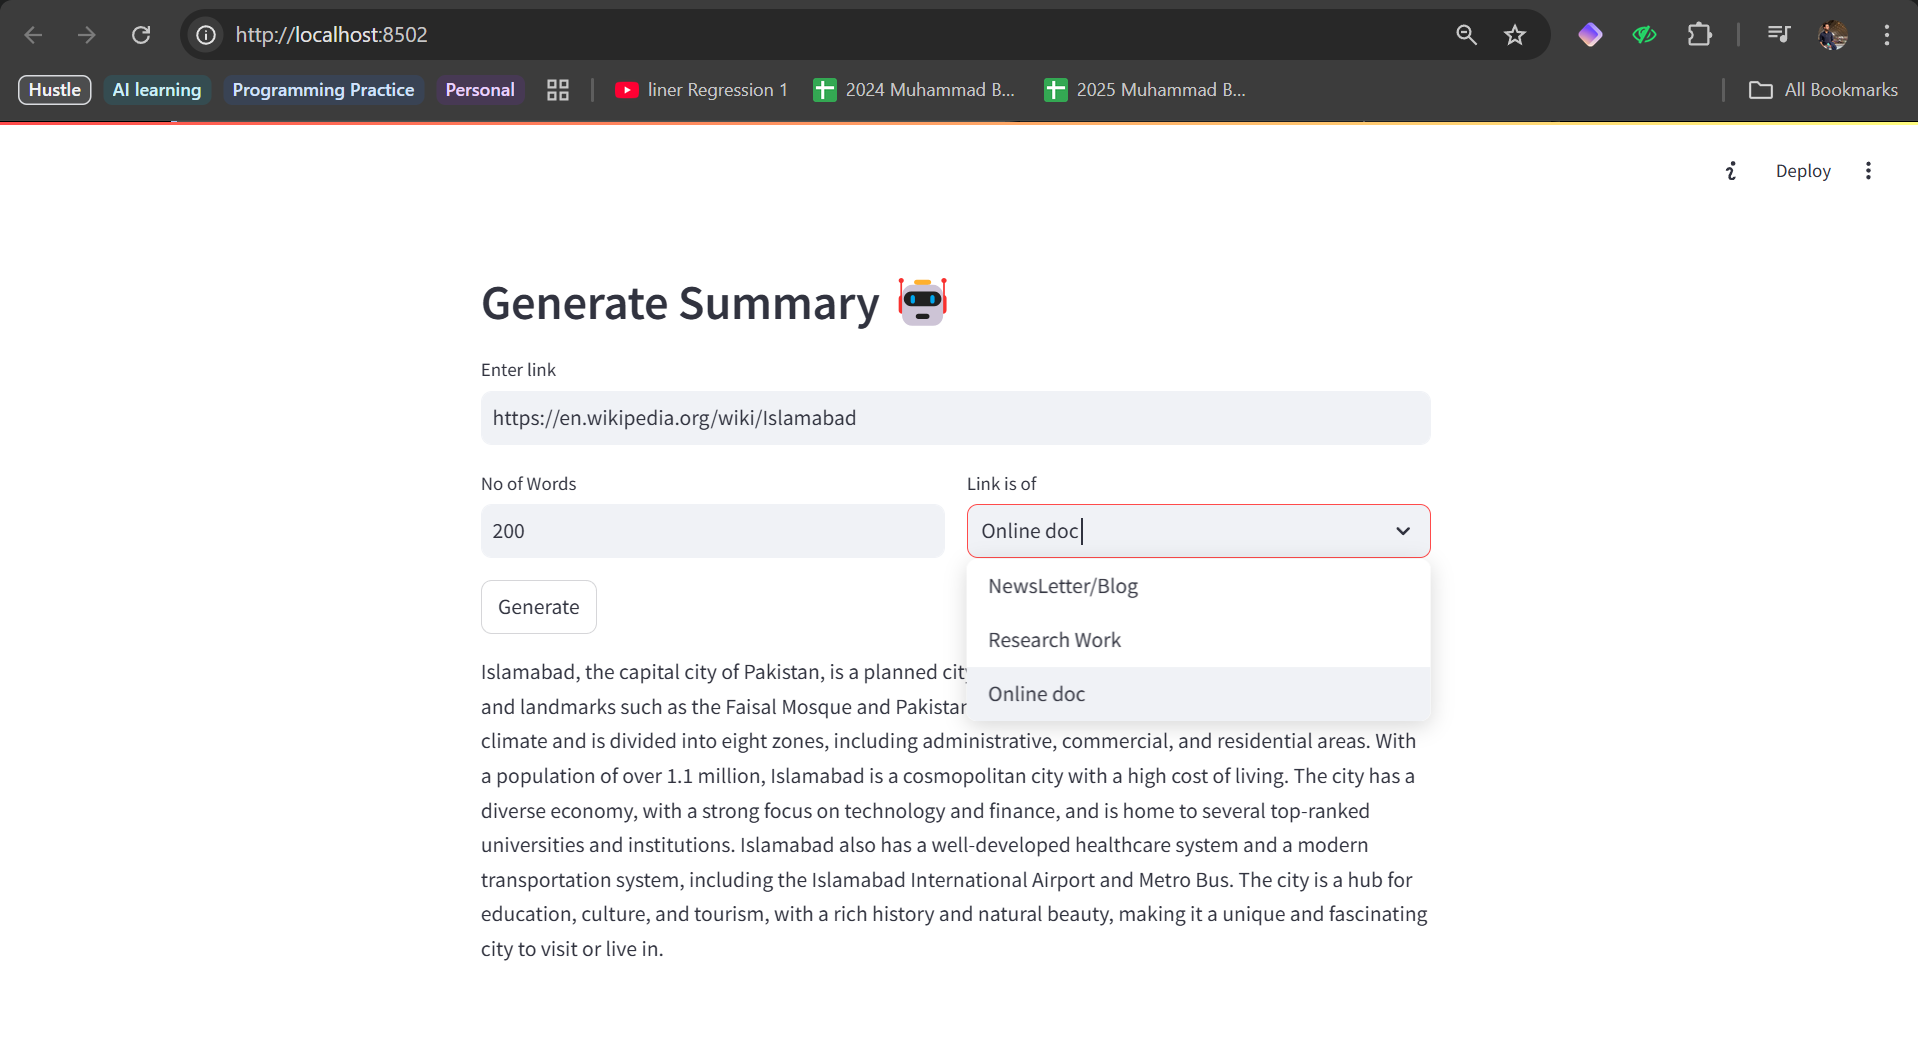 http://localhost:8502
Hustle AI learning Programming Practice Personal liner Regression 1 2024 Muhammad B... 2025 Muhammad B... All Bookmarks
Deploy
Generate Summary
Enter link
https://en.wikipedia.org/wiki/Islamabad
No of Words Link is of
200 Online doc
NewsLetter/Blog
Generate
Research Work
Online doc
Islamabad, the capital city of Pakistan, is a planned city
and landmarks such as the Faisal Mosque and Pakistan
climate and is divided into eight zones, including administrative, commercial, and residential areas. With
a population of over 1.1 million, Islamabad is a cosmopolitan city with a high cost of living. The city has a
diverse economy, with a strong focus on technology and finance, and is home to several top-ranked
universities and institutions. Islamabad also has a well-developed healthcare system and a modern
transportation system, including the Islamabad International Airport and Metro Bus. The city is a hub for
education, culture, and tourism, with a rich history and natural beauty, making it a unique and fascinating
city to visit or live in.